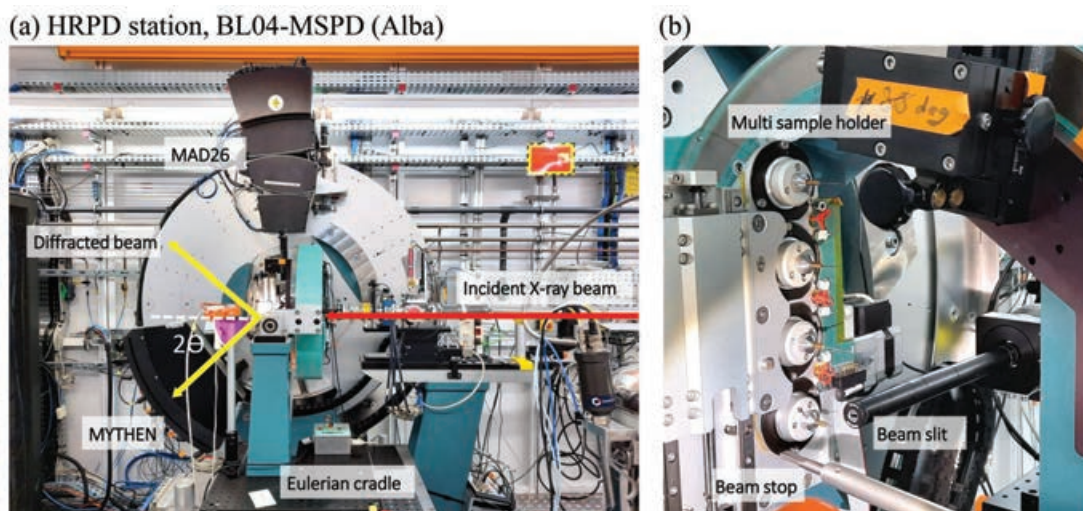 (a) HRPD station, BL04-MSPD (Alba)
(b)
MAD26
Diffracted beam
Incident X-ray beam
2Θ
MYTHEN
Eulerian cradle
Multi sample holder
deg
Beam slit
Beam stop